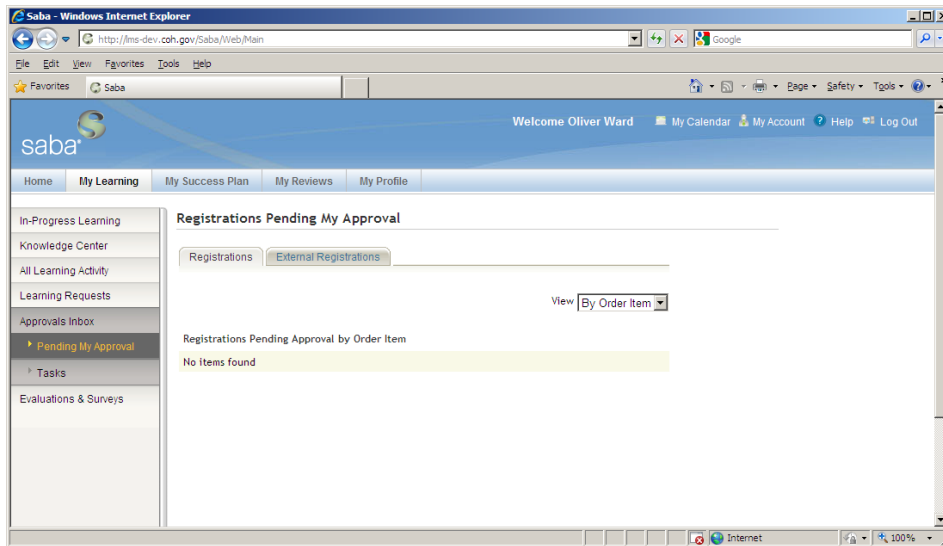 Saba - Windows Internet Explorer
http://lms-dev.coh.gov/Saba/Web/Main
Google
File Edit View Favorites Tools Help
Favorites Saba
Page Safety Tools
saba
Welcome Oliver Ward My Calendar My Account Help Log Out
Home My Learning My Success Plan My Reviews My Profile
In-Progress Learning
Knowledge Center
All Learning Activity
Learning Requests
Approvals Inbox
Pending My Approval
Tasks
Evaluations & Surveys
Registrations Pending My Approval
Registrations External Registrations
View By Order Item
Registrations Pending Approval by Order Item
No items found
Internet 100%